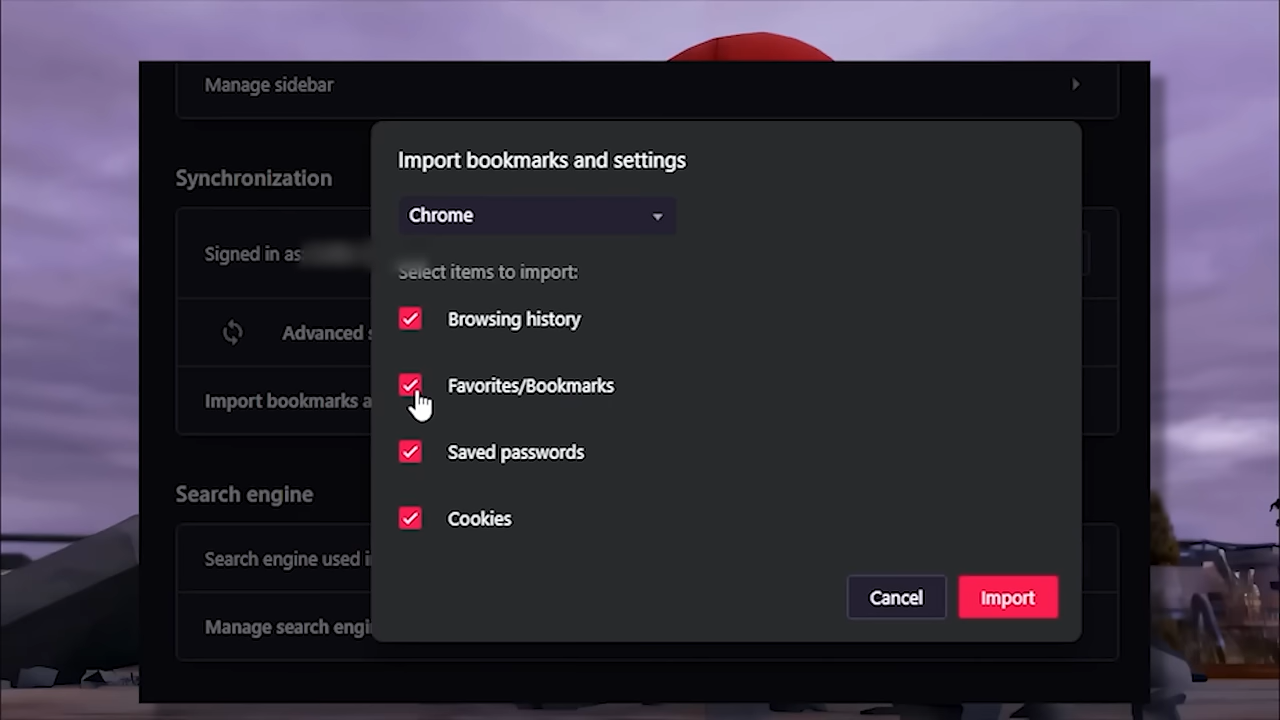 Manage sidebar
Import bookmarks and settings
Synchronization
Chrome
Signed in as
Select items to import:
Browsing history
Advanced
Favorites/Bookmarks
Import bookmarks
Saved passwords
Search engine
Cookies
Search engine used
Cancel
Import
Manage search